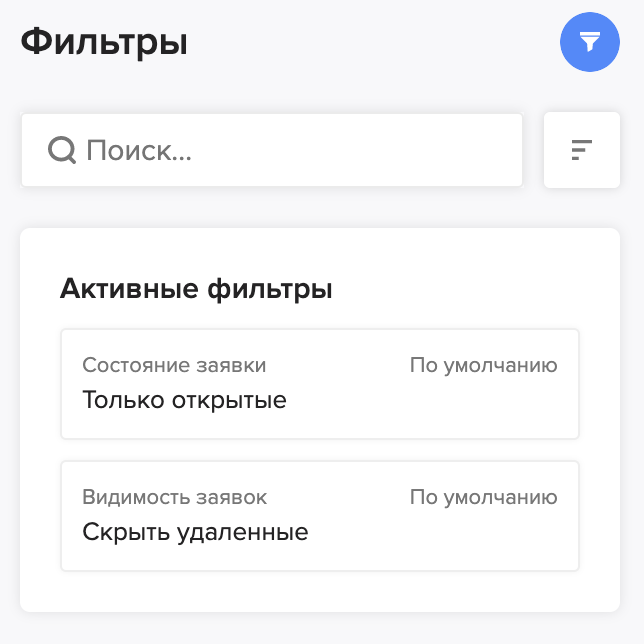 Фильтры
Поиск...
Активные фильтры
Состояние заявки По умолчанию
Только открытые
Видимость заявок По умолчанию
Скрыть удаленные